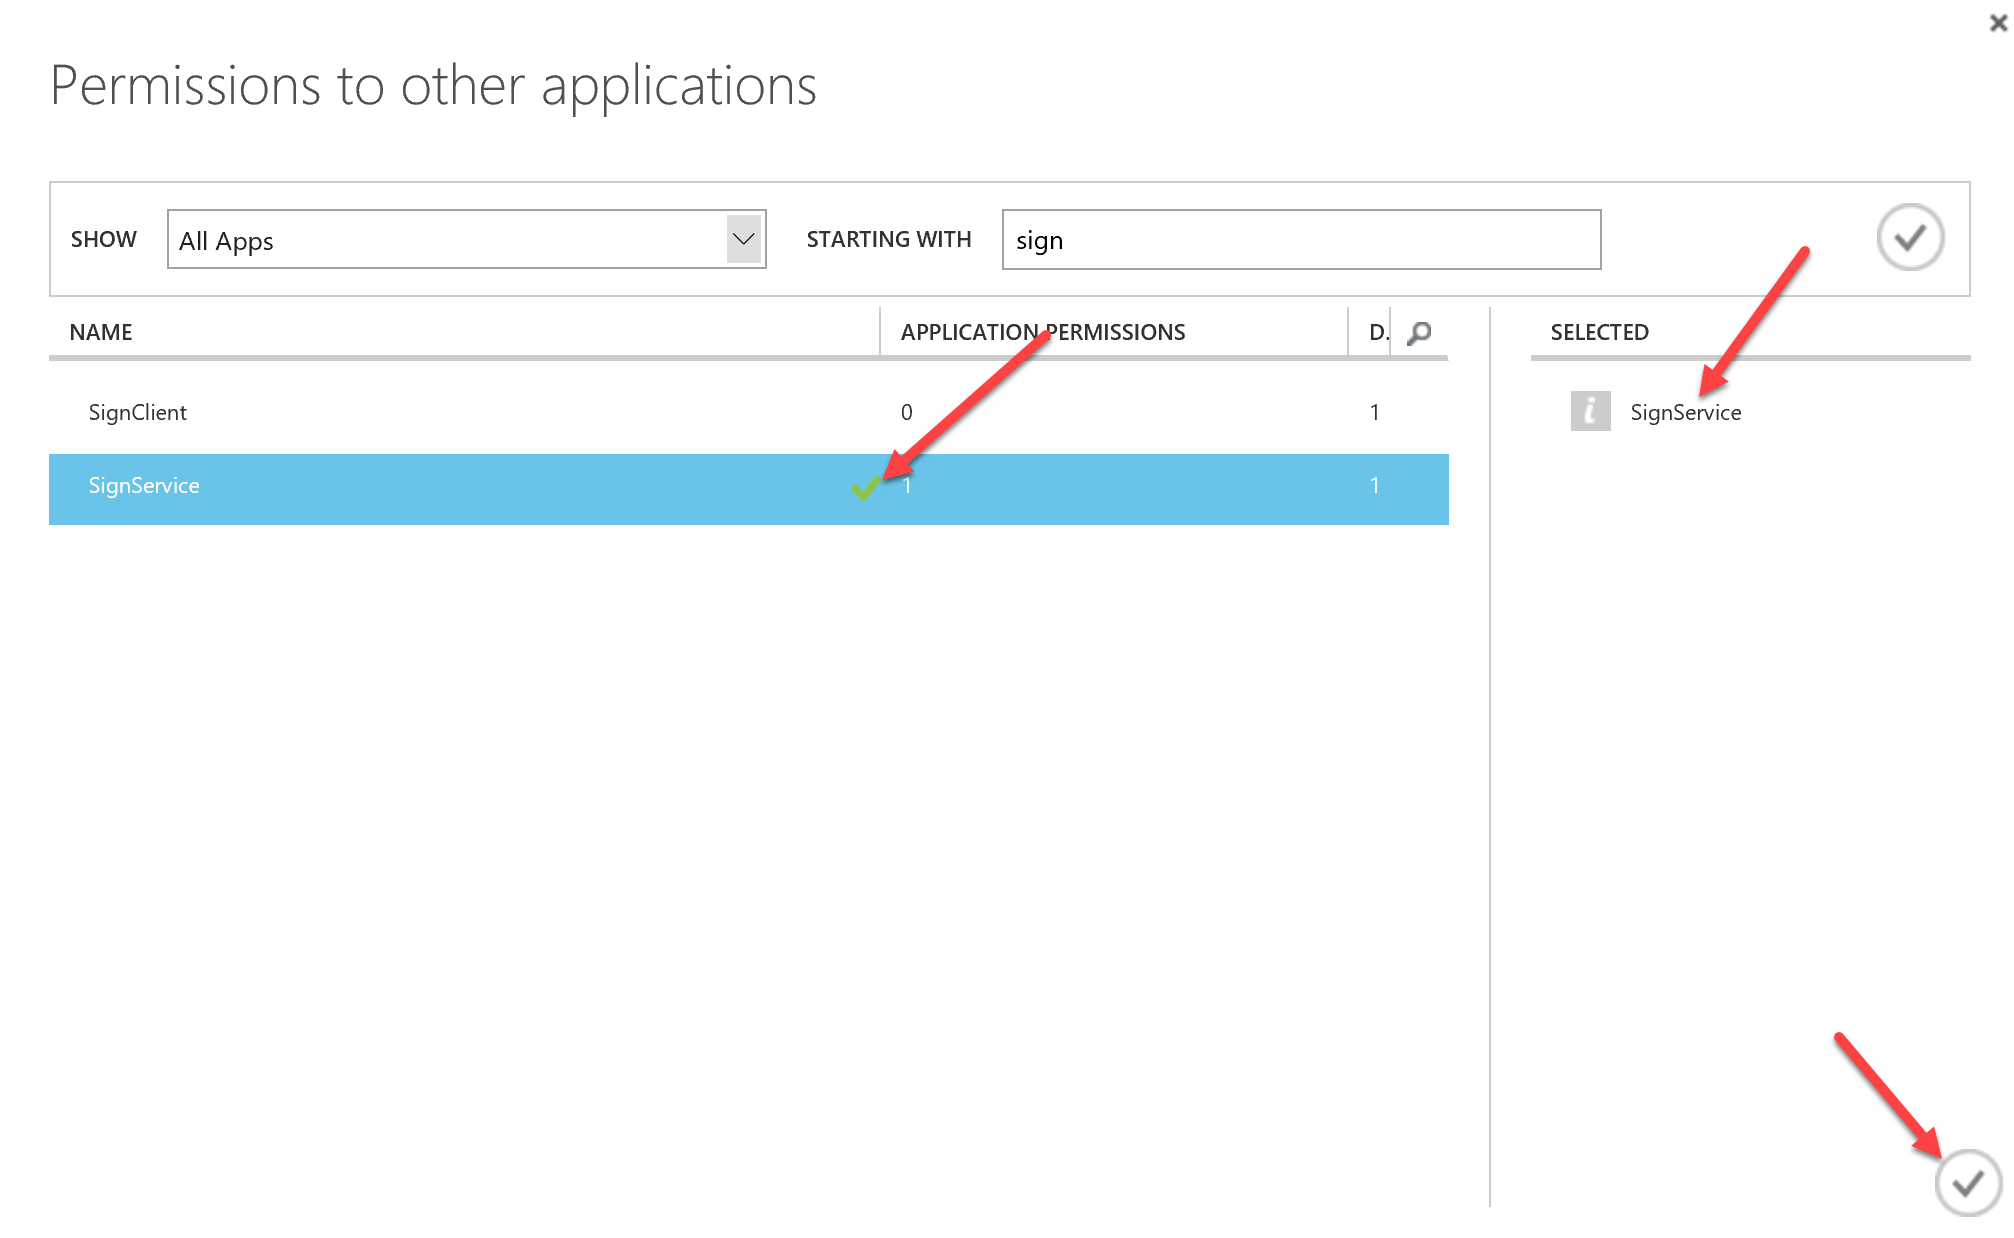 Permissions to other applications
SHOW All Apps STARTING WITH sign
NAME APPLICATION PERMISSIONS D. SELECTED
SignClient 0 1 SignService
SignService 1 1